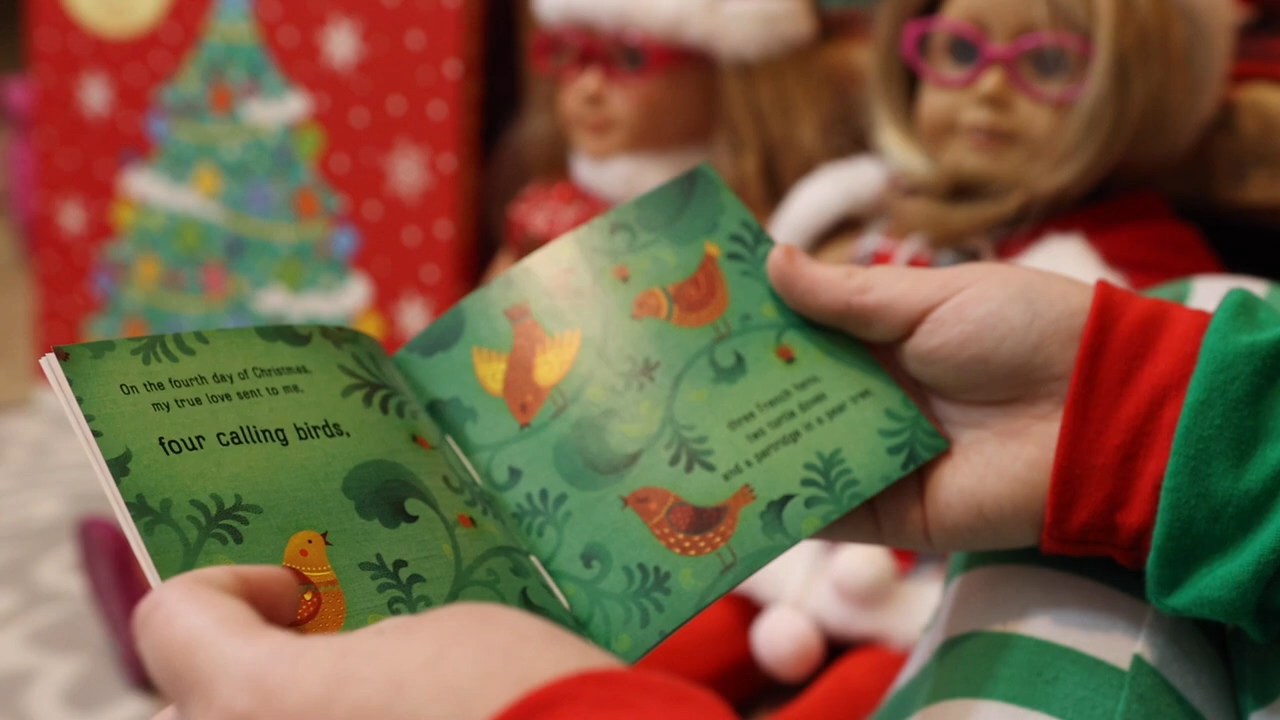 On the fourth day of Christmas,
my true love sent to me,
four calling birds,
three french hens,
two turtle doves
and a partridge in a pear tree.